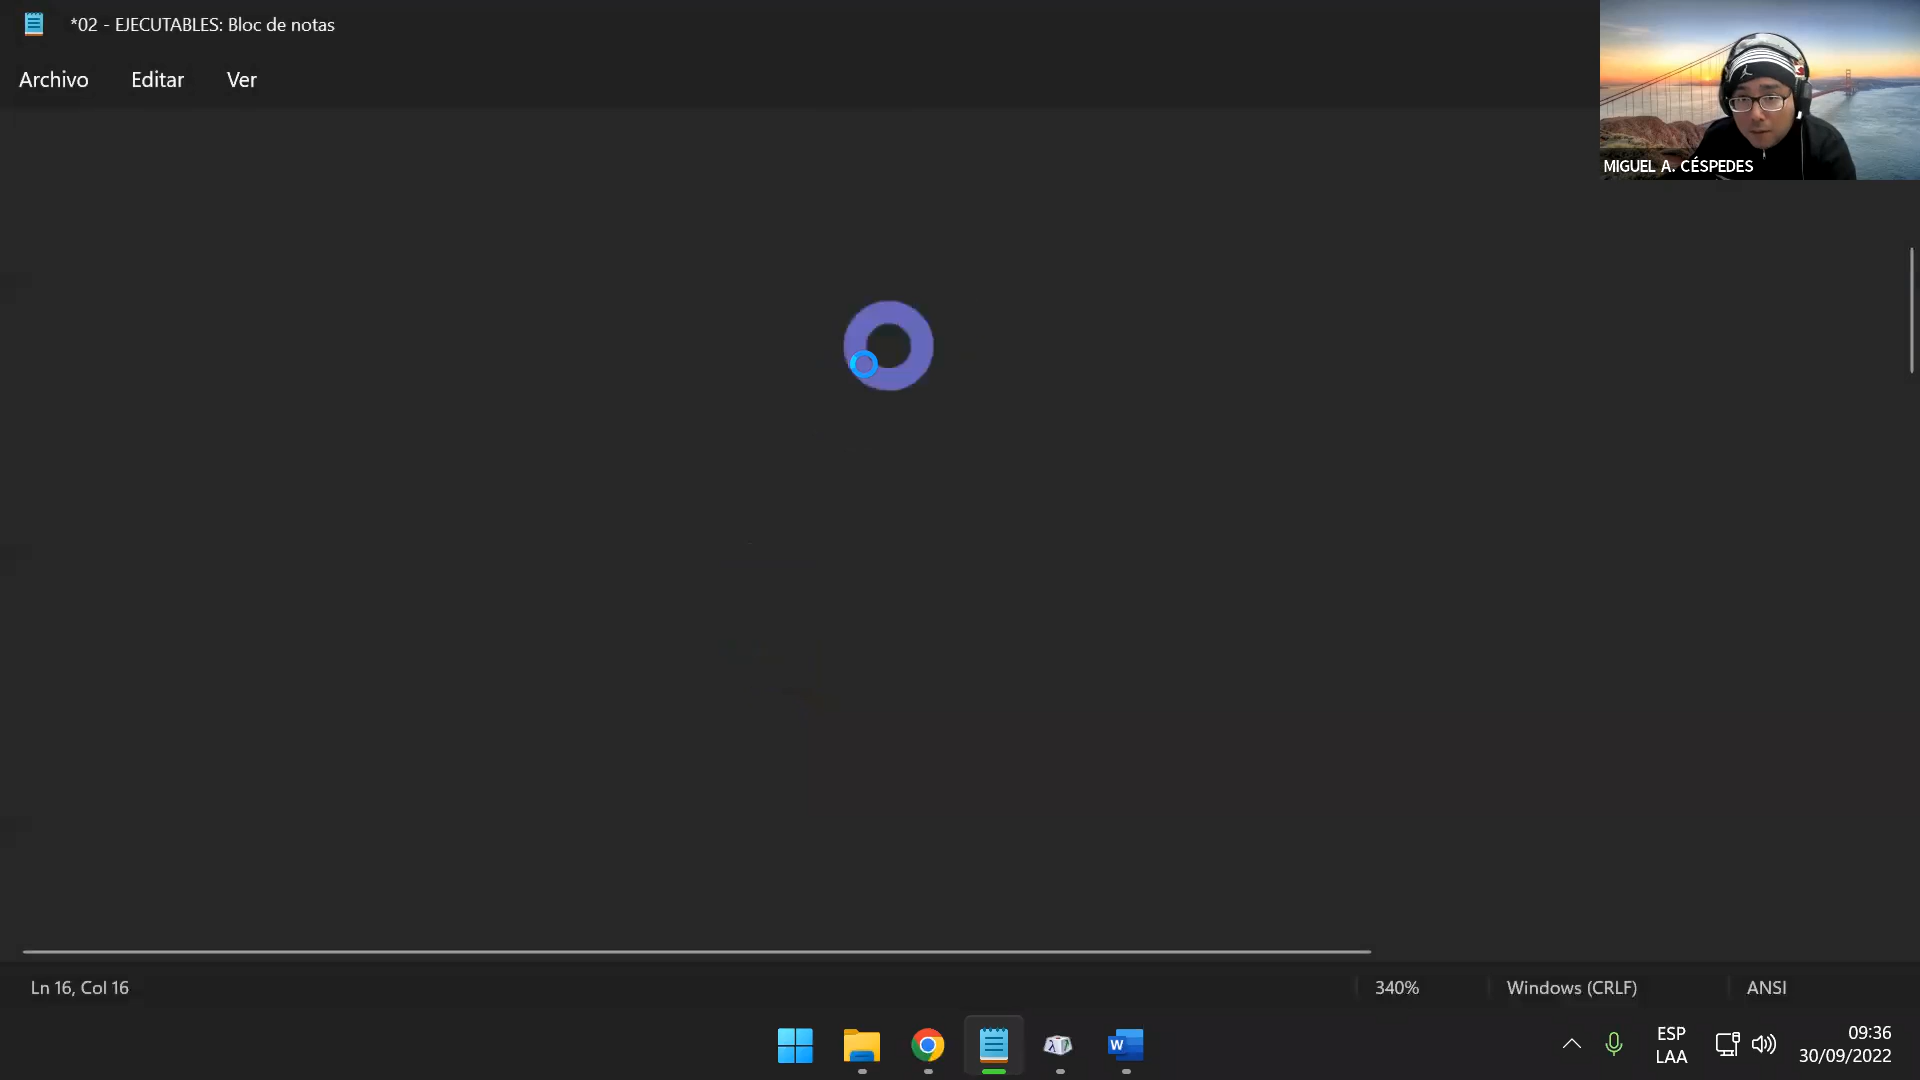 *02 - EJECUTABLES: Bloc de notas
Archivo Editar Ver
MIGUEL A. CÉSPEDES
Ln 16, Col 16
340%
Windows (CRLF)
ANSI
W
ESP
LAA
09:36
30/09/2022